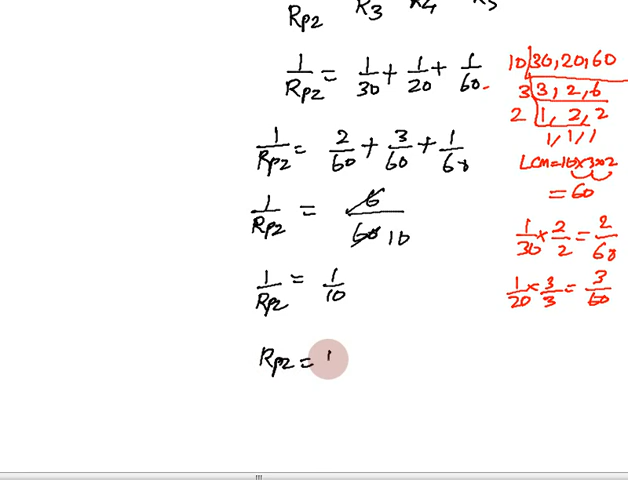 Rp2 R3 R4 R5
1/Rp2 = 1/30 + 1/20 + 1/60.
1/Rp2 = 2/60 + 3/60 + 1/60
1/Rp2 = 6/60 10
1/Rp2 = 1/10
Rp2 = 1
10 | 30, 20, 60
3 | 3, 2, 6
2 | 1, 2, 2
1, 1, 1
LCM = 10×3×2
= 60
1/30 × 2/2 = 2/60
1/20 × 3/3 = 3/60